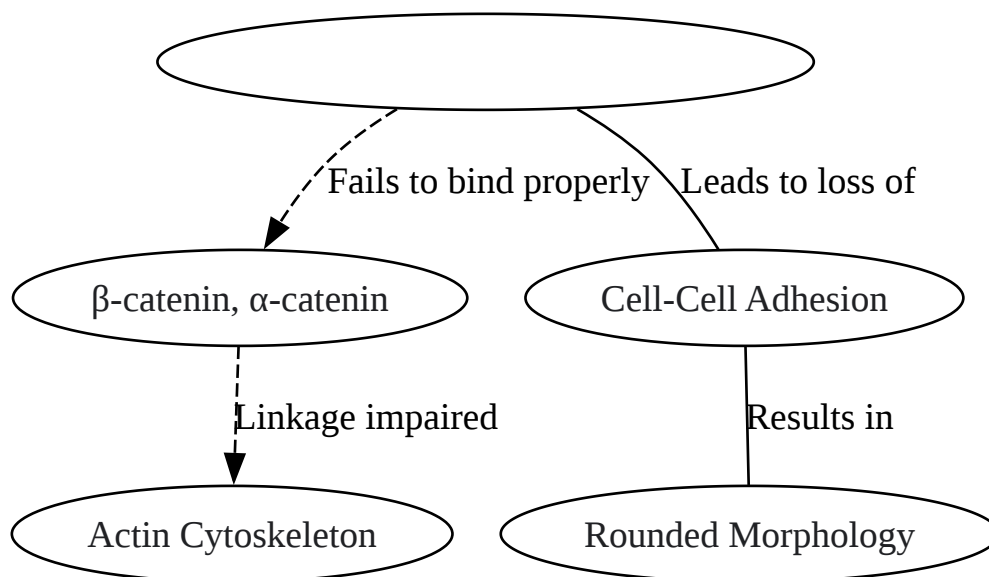 Fails to bind properly
Leads to loss of
β-catenin, α-catenin
Cell-Cell Adhesion
Linkage impaired
Results in
Actin Cytoskeleton
Rounded Morphology